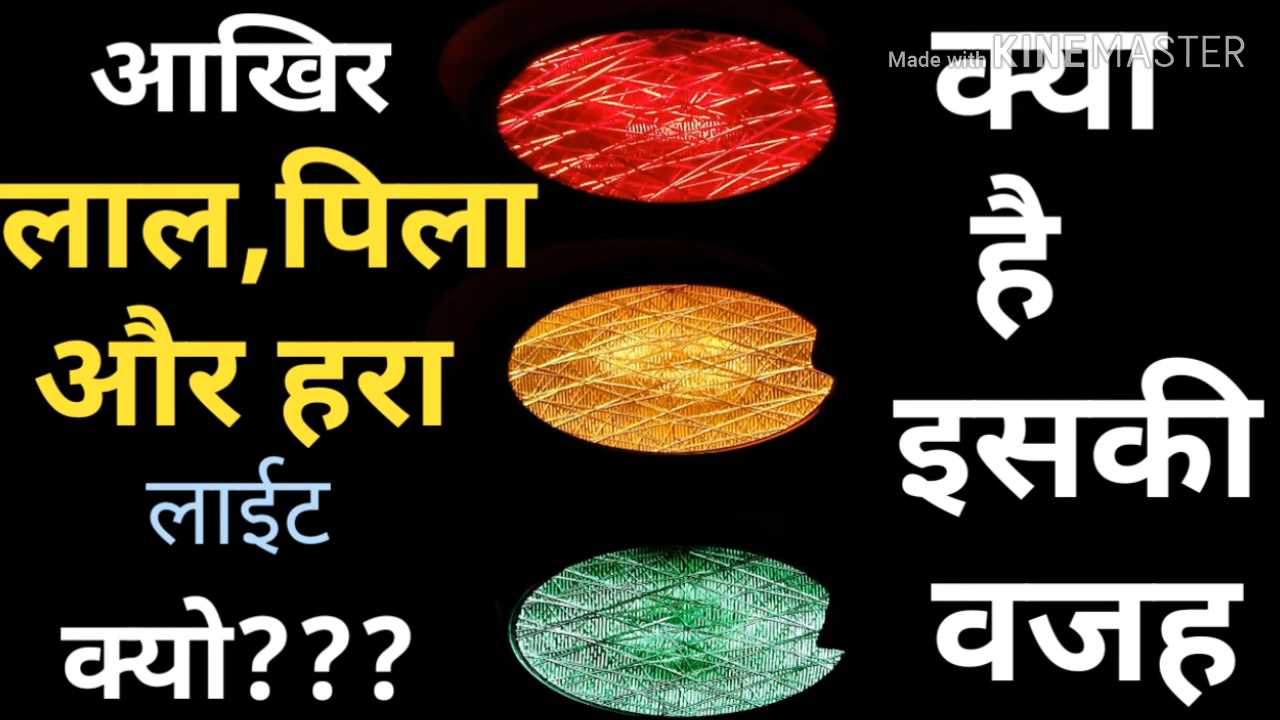 आखिर
लाल,पिला
और हरा
लाईट
क्यो???
Made with KINEMASTER
क्या
है
इसकी
वजह